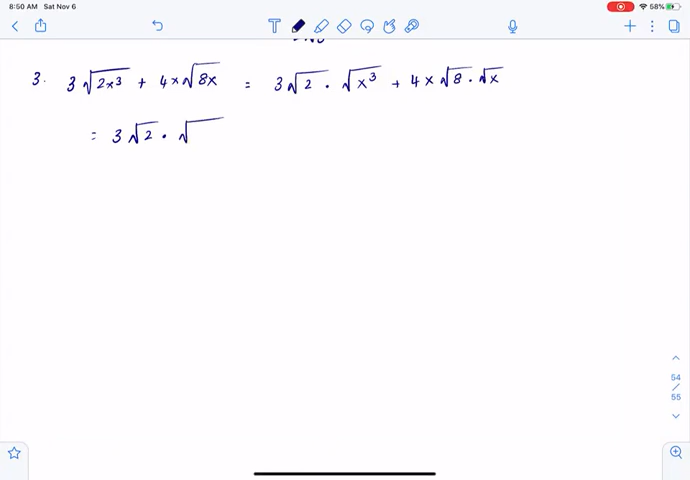 8:50 AM Sat Nov 6
58%
T
3. 3√(2x³) + 4x√(8x) = 3√2 · √(x³) + 4x√8 · √x
= 3√2 · √
54
/
55